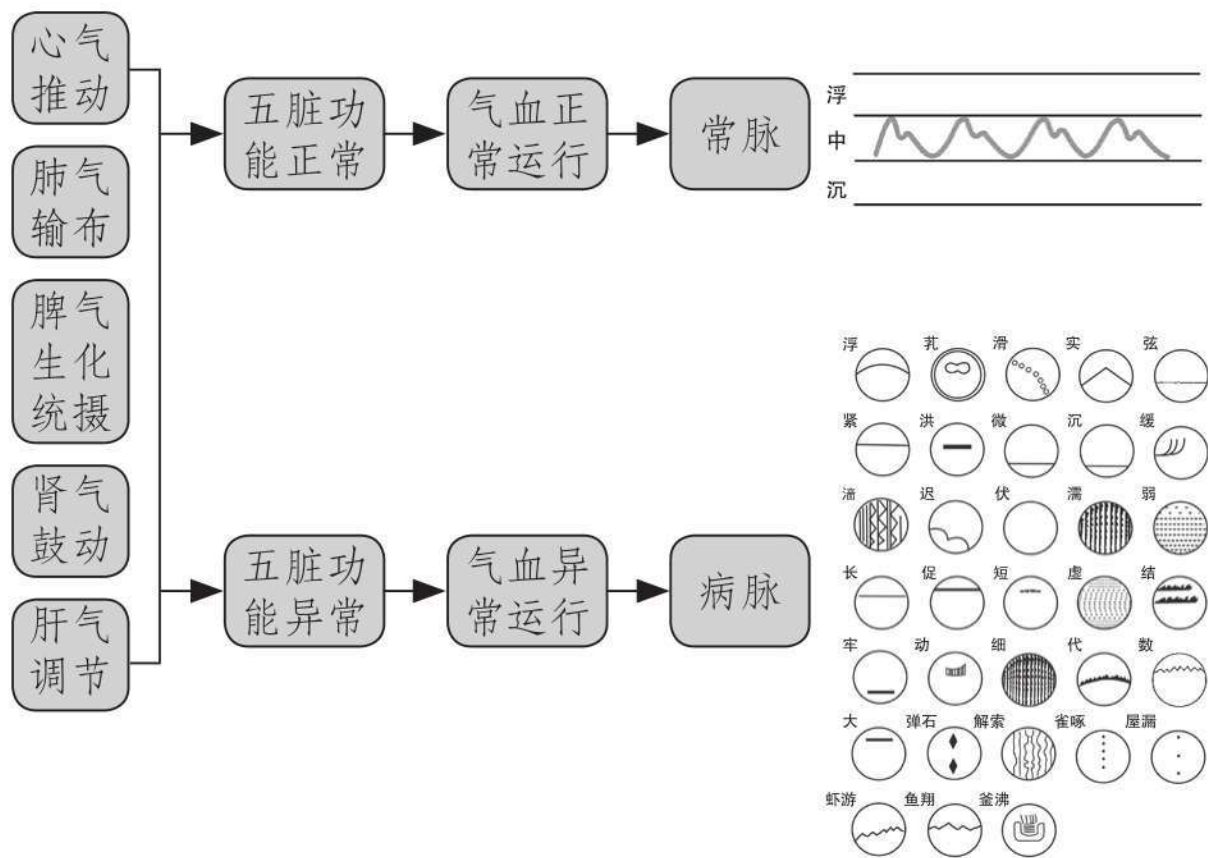 心气
推动
肺气
输布
脾气
生化
统摄
肾气
鼓动
肝气
调节
五脏功
能正常
气血正
常运行
常脉
浮
中
沉
五脏功
能异常
气血异
常运行
病脉
浮 芤 滑 实 弦
紧 洪 微 沉 缓
涩 迟 伏 濡 弱
长 促 短 虚 结
牢 动 细 代 数
大 弹石 解索 雀啄 屋漏
虾游 鱼翔 釜沸